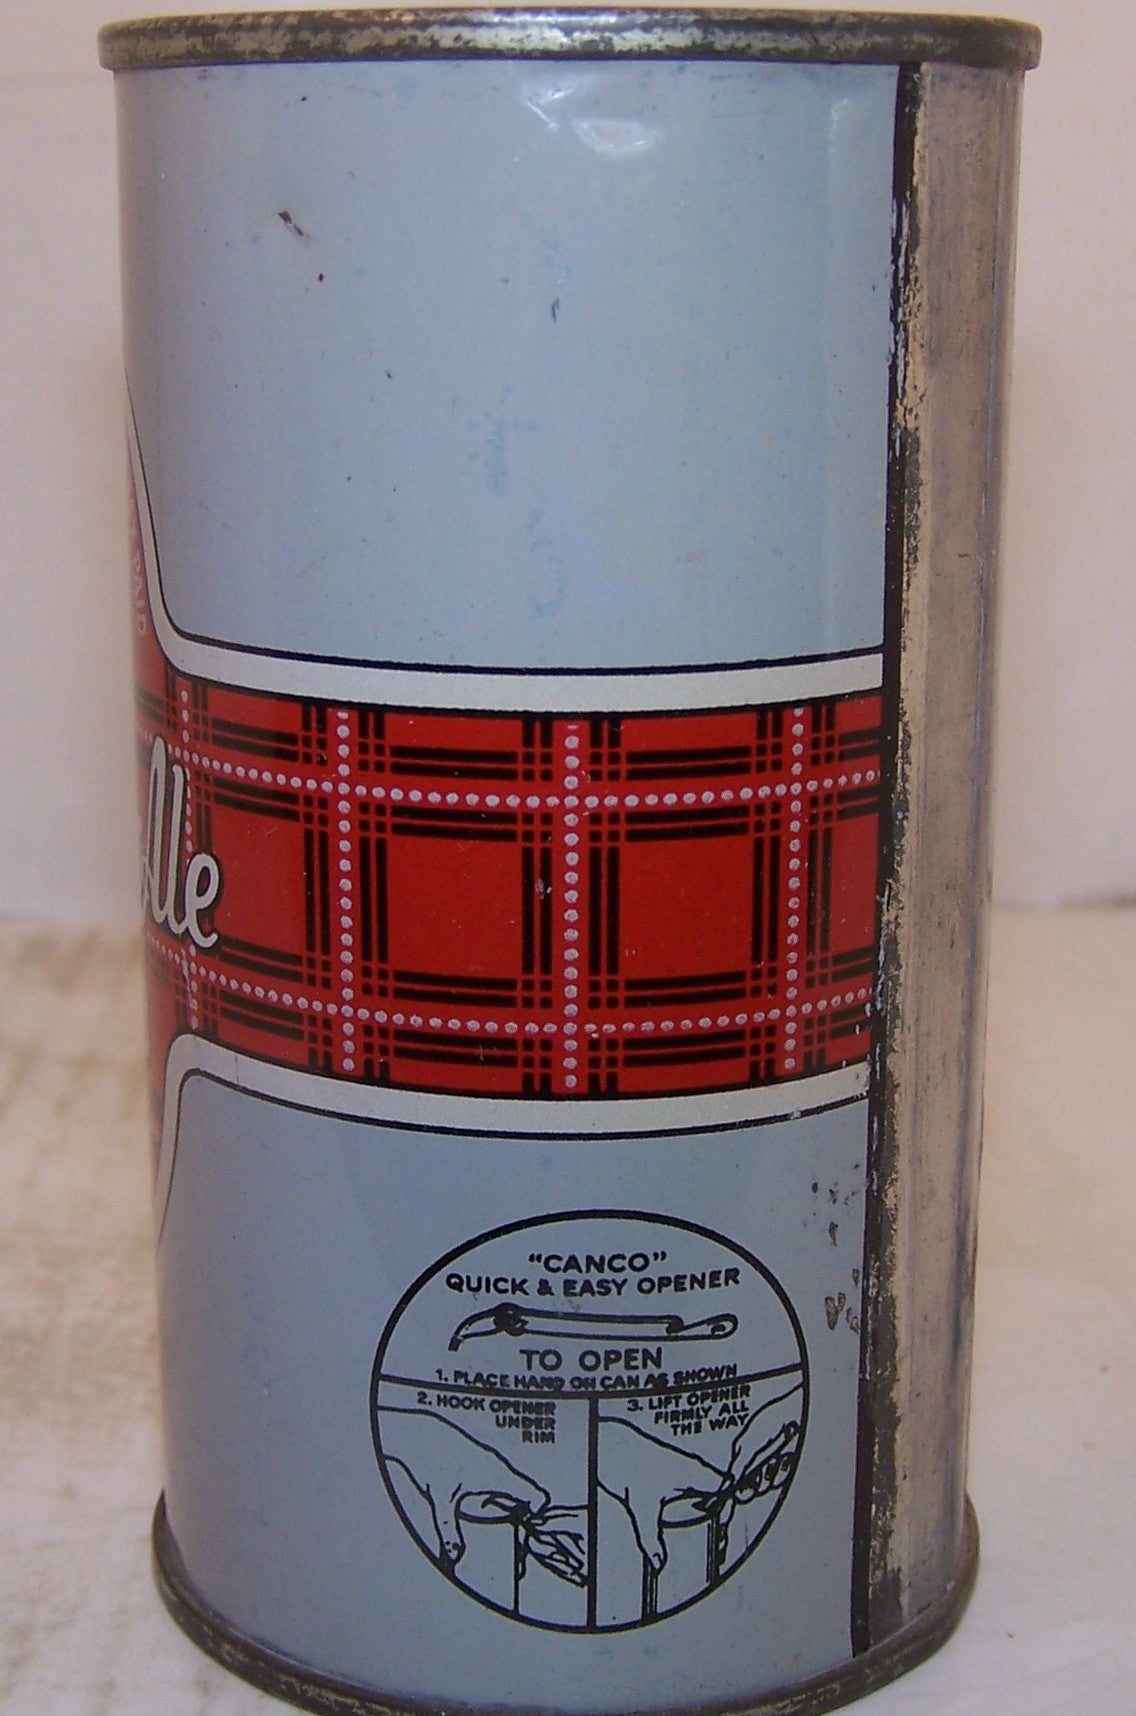 Ale
"CANCO"
QUICK & EASY OPENER
TO OPEN
1. PLACE HAND ON CAN AS SHOWN
2. HOOK OPENER
UNDER
RIM
3. LIFT OPENER
FIRMLY ALL
THE WAY